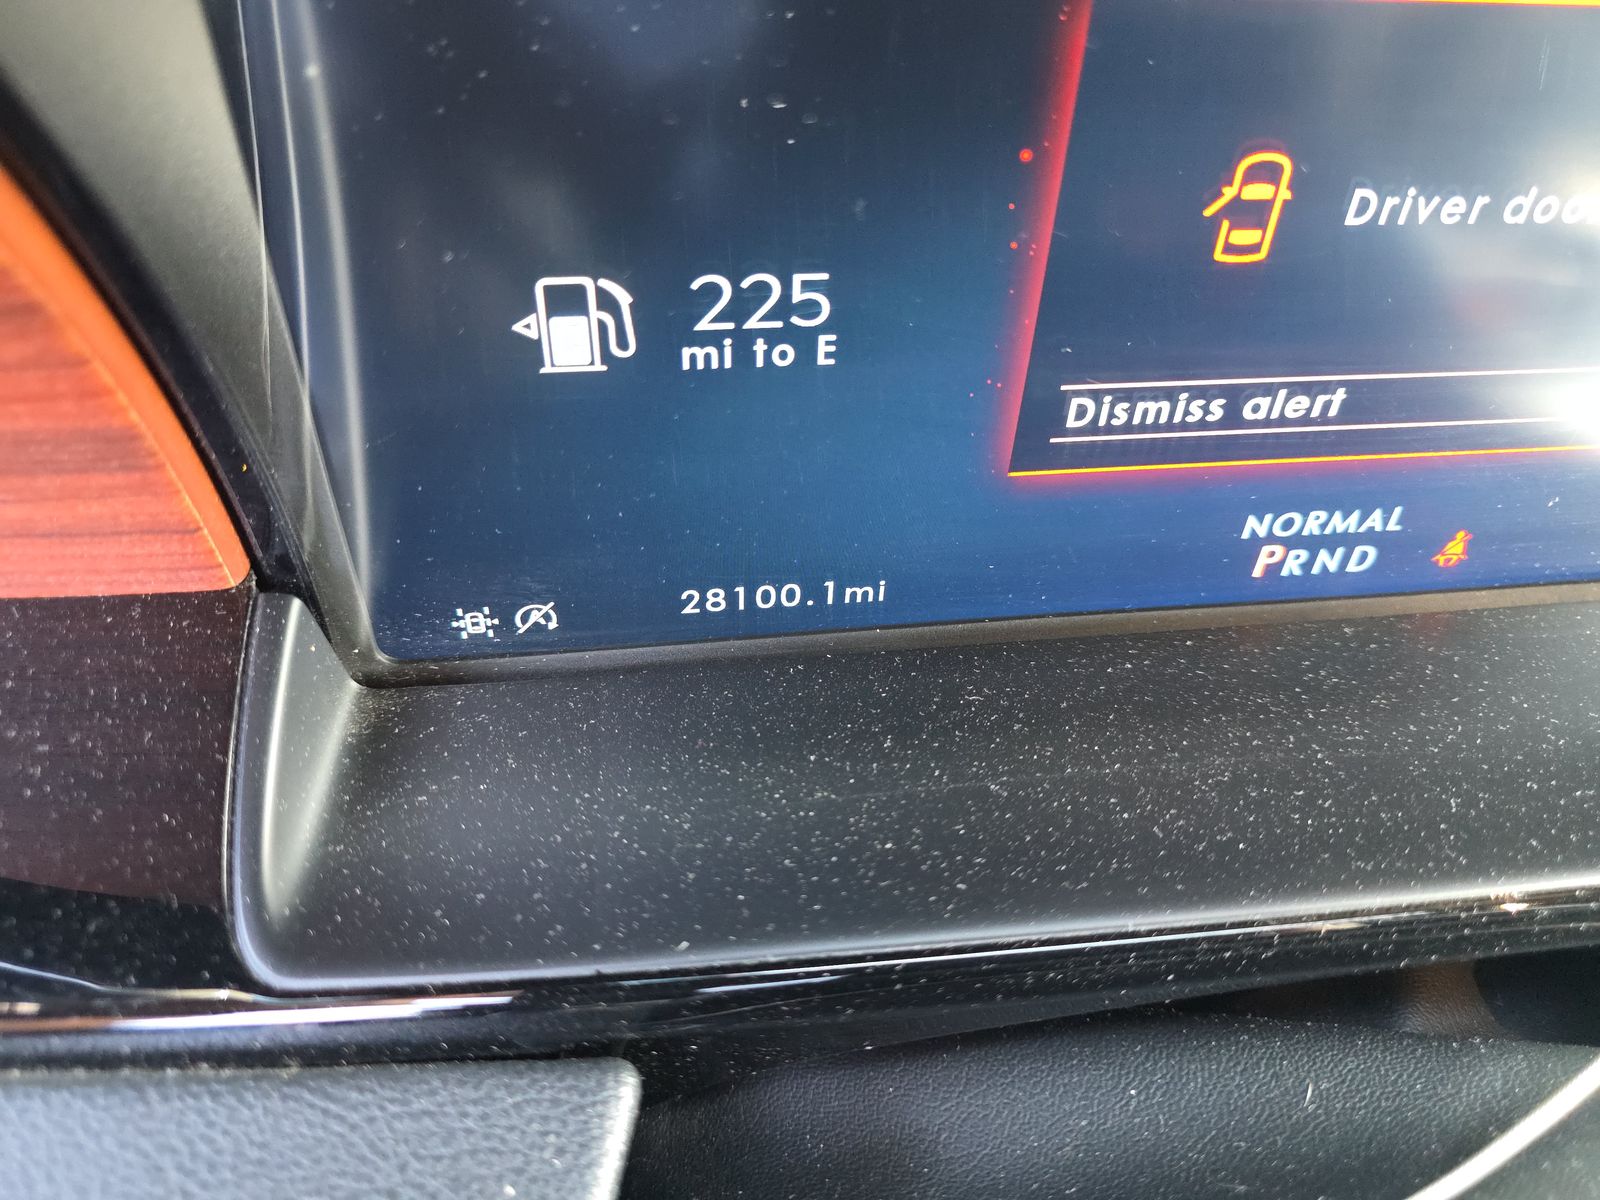 225
mi to E
Driver doo
Dismiss alert
NORMAL
PRND
28100.1mi